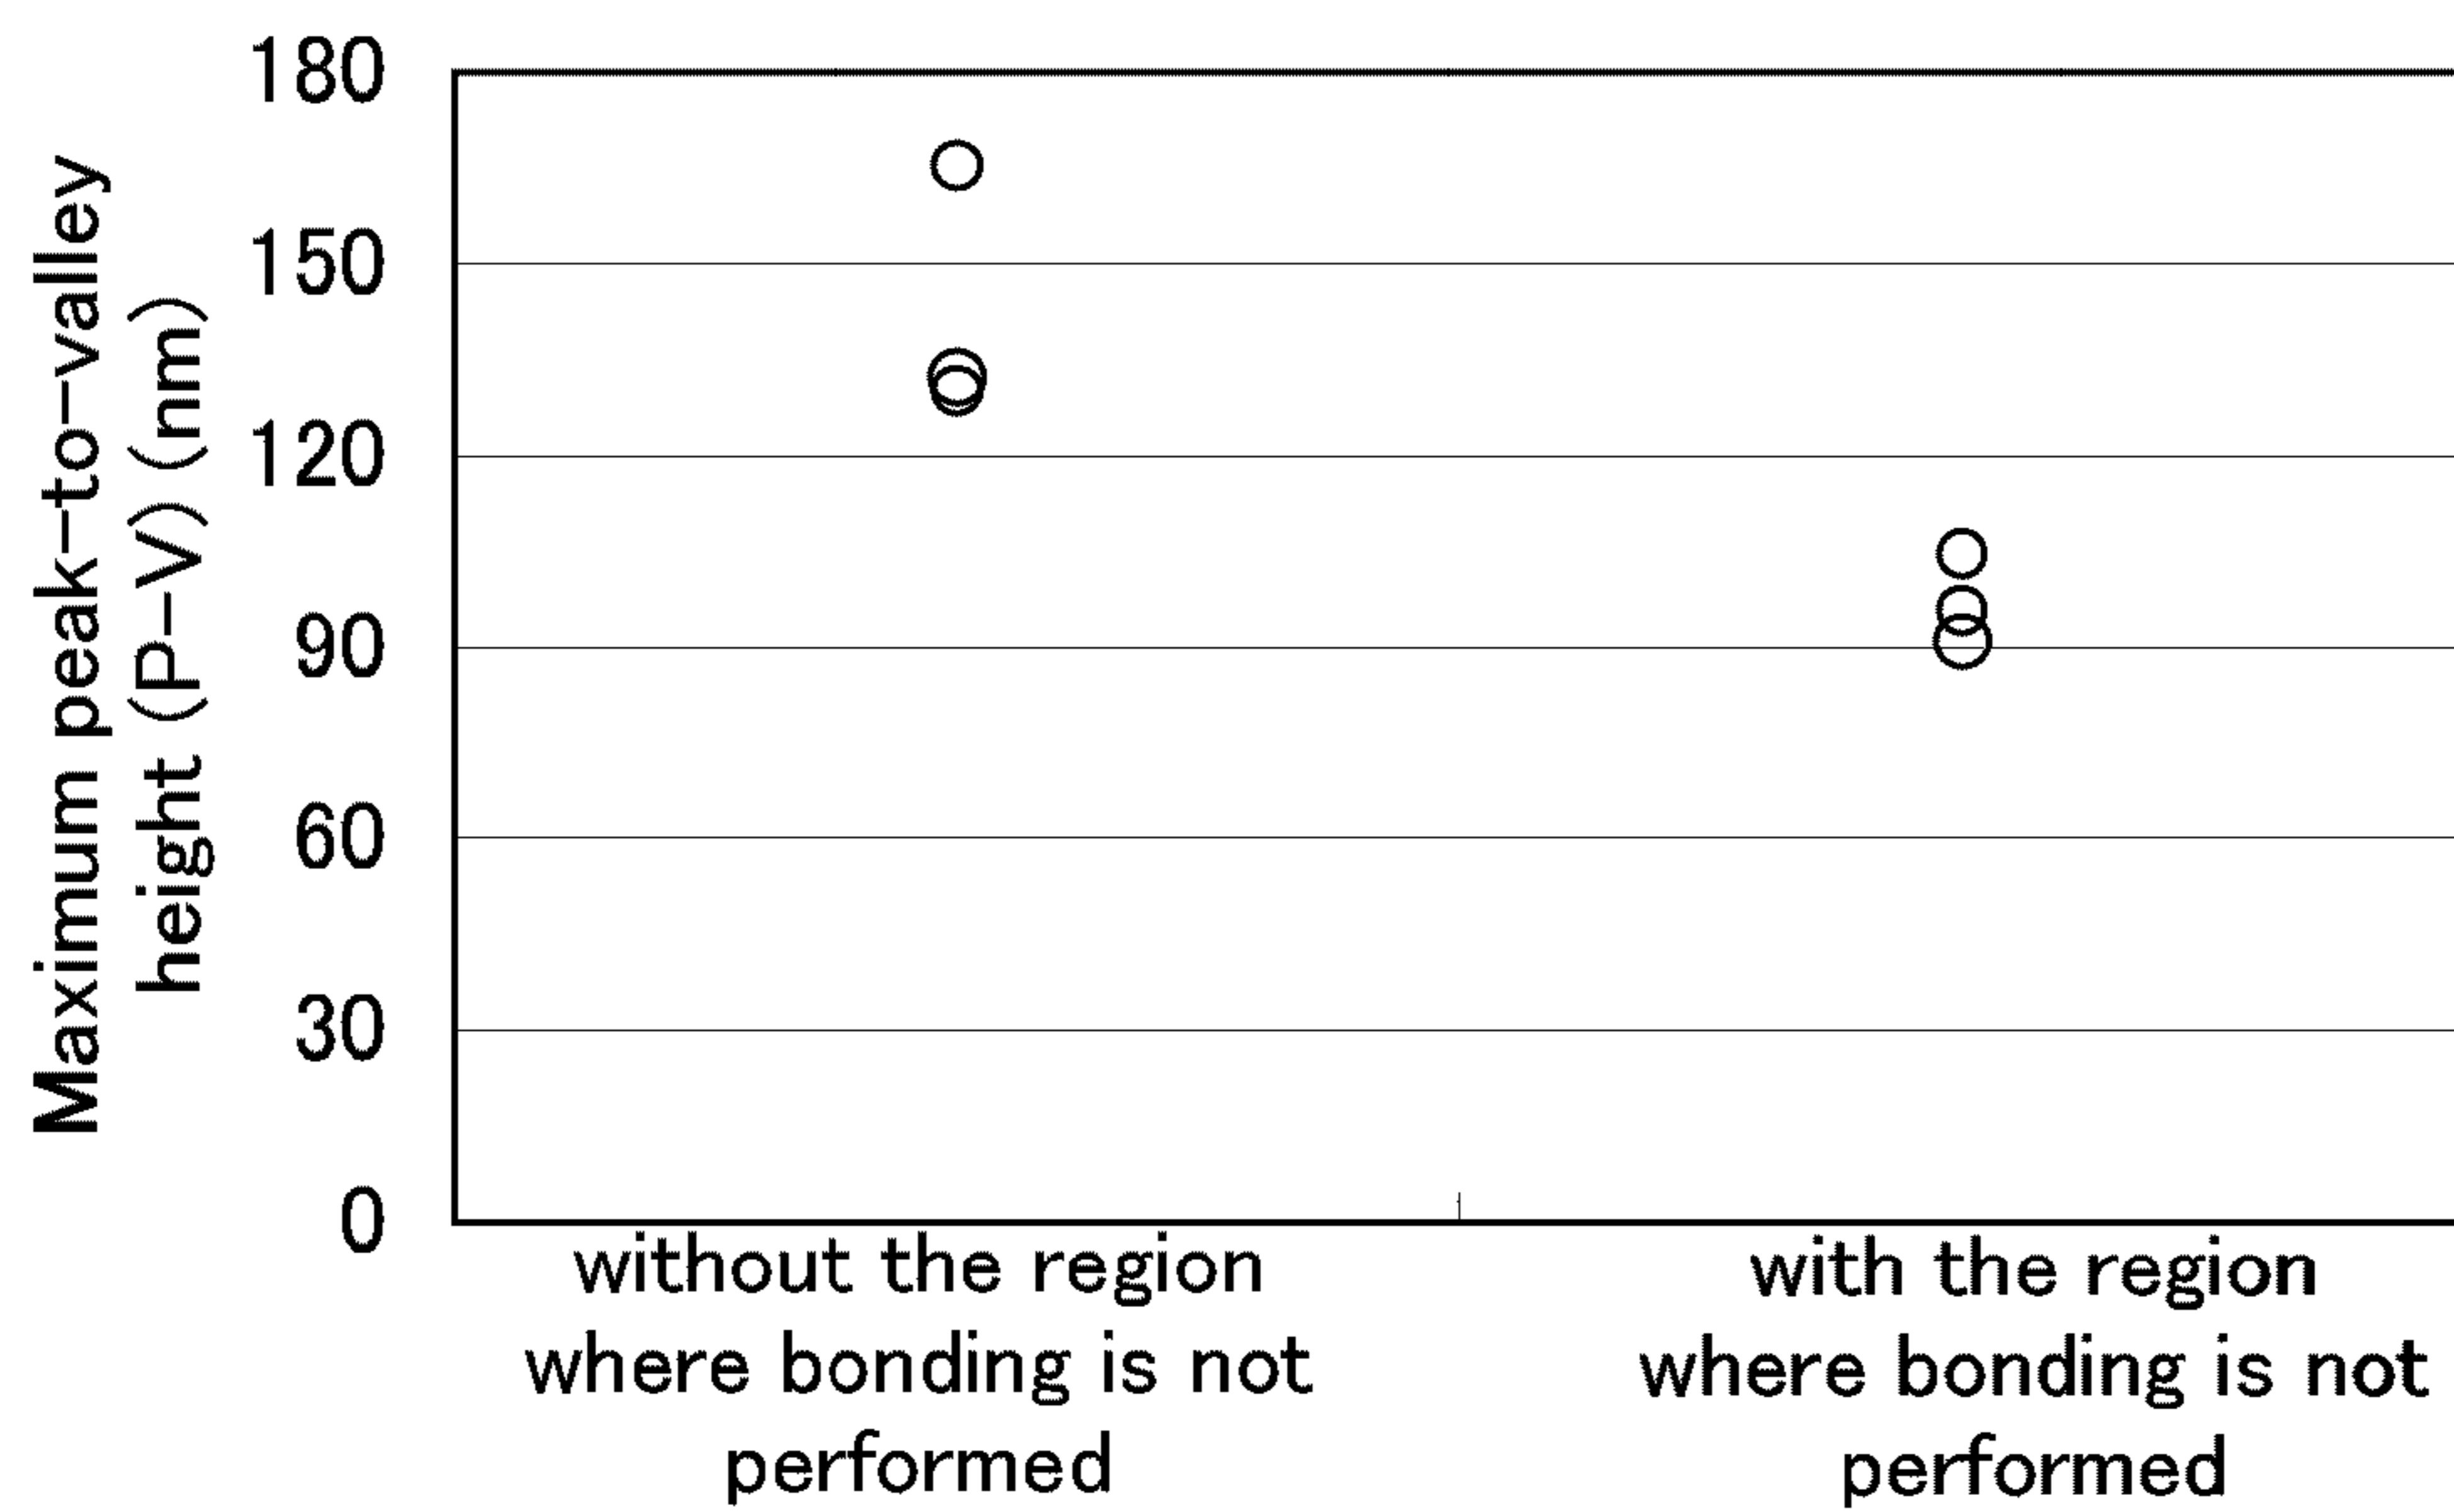 Maximum peak-to-valley
height (P-V) (nm)
180
150
120
90
60
30
0
without the region
where bonding is not
performed
with the region
where bonding is not
performed